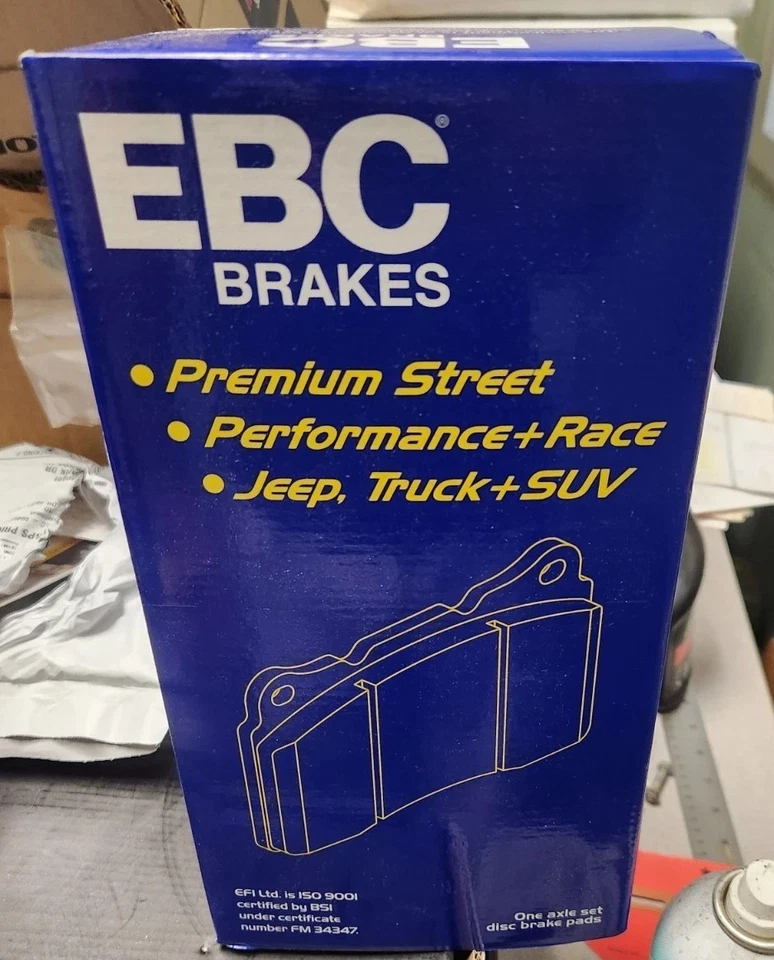 EBC
EBC®
BRAKES
• Premium Street
• Performance+Race
• Jeep, Truck+SUV
EFI Ltd. is ISO 9001
certified by BSI
under certificate
number FM 34347.
One axle set
disc brake pads